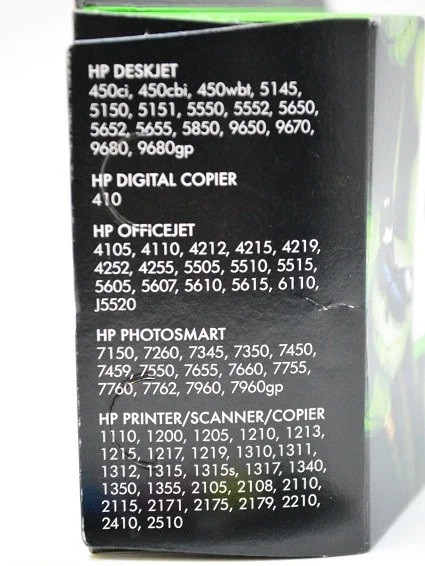 HP DESKJET
450ci, 450cbi, 450wbt, 5145,
5150, 5151, 5550, 5552, 5650,
5652, 5655, 5850, 9650, 9670,
9680, 9680gp
HP DIGITAL COPIER
410
HP OFFiCEJET
4105, 4110, 4212, 4215, 4219,
4252, 4255, 5505, 5510, 5515,
5605, 5607, 5610, 5615, 6110,
J5520
HP PHOTOSMART
7150, 7260, 7345, 7350, 7450,
7459, 7550, 7655, 7660, 7755,
7760, 7762, 7960, 7960gp
HP PRINTER/SCANNER/COPIER
1110, 1200, 1205, 1210, 1213,
1215, 1217, 1219, 1310,1311,
1312, 1315, 1315s, 1317, 1340,
1350, 1355, 2105, 2108, 2110,
2115, 2171, 2175, 2179, 2210,
2410, 2510